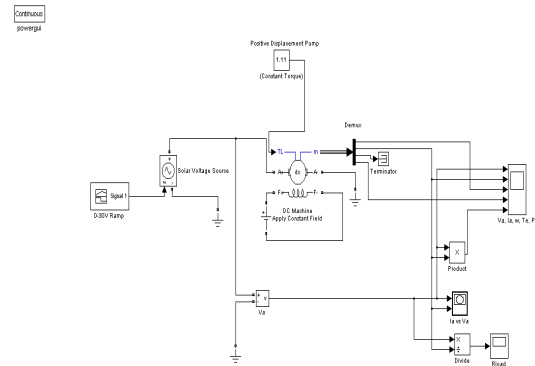 Continuous
powergui
Positive Displacement Pump
1.11
(Constant Torque)
Demux
TL
m
Solar Voltage Source
A+
dc
A-
Terminator
Signal 1
F+
F-
0-30V Ramp
DC Machine
Apply Constant Field
Va, Ia, w, Te, P
Product
+
-
v
Va
Ia vs Va
Divide
Rload